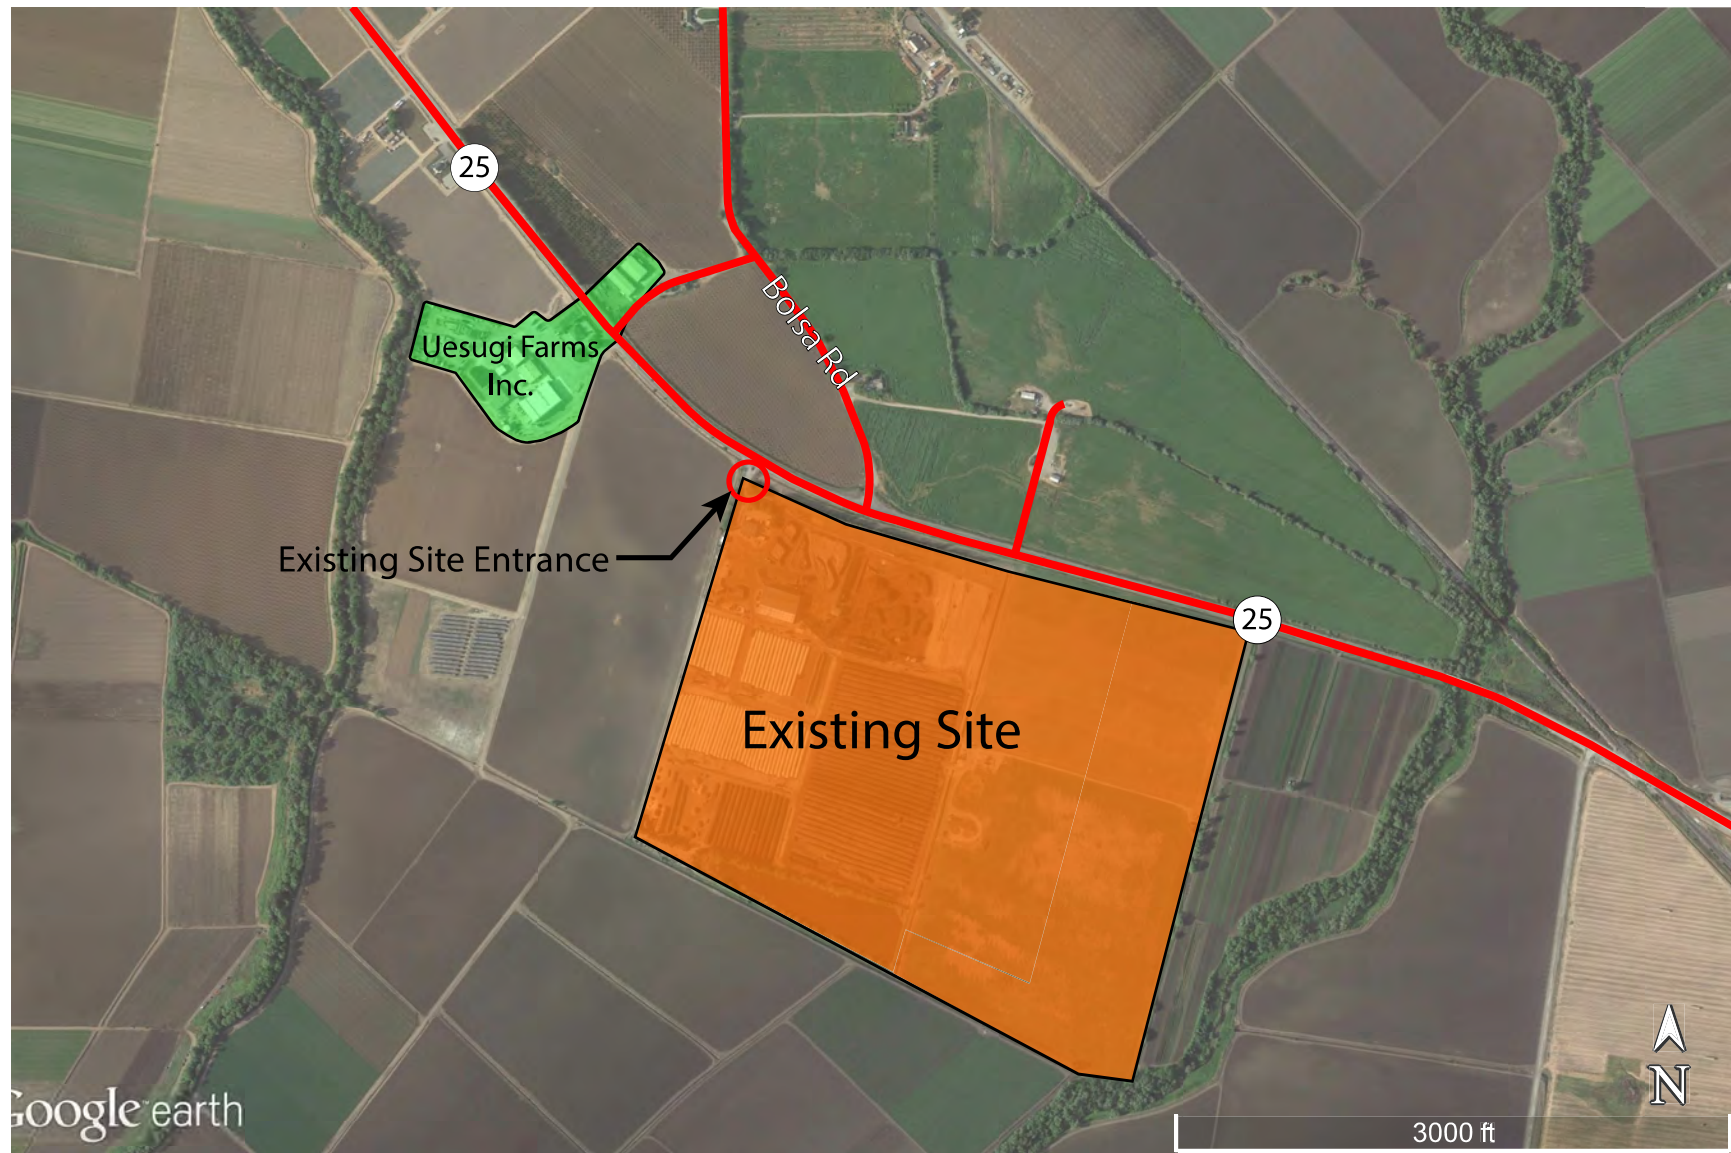 25
Bolsa Rd
Uesugi Farms
Inc.
Existing Site Entrance
25
Existing Site
N
Google earth
3000 ft